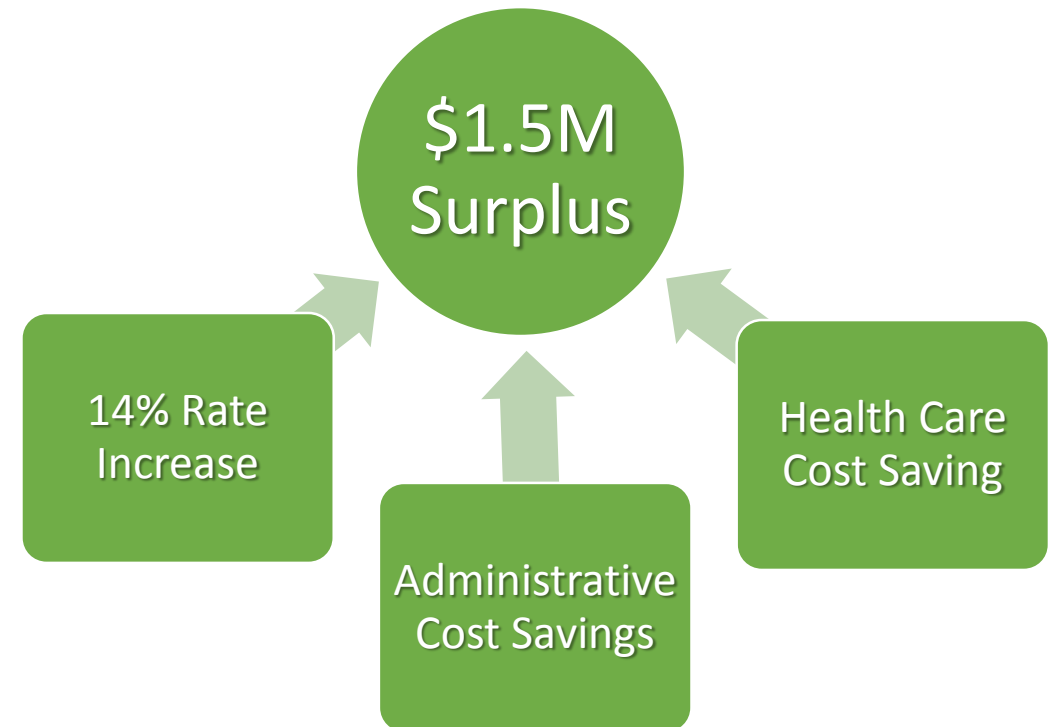 $1.5M
Surplus
14% Rate
Increase
Administrative
Cost Savings
Health Care
Cost Saving